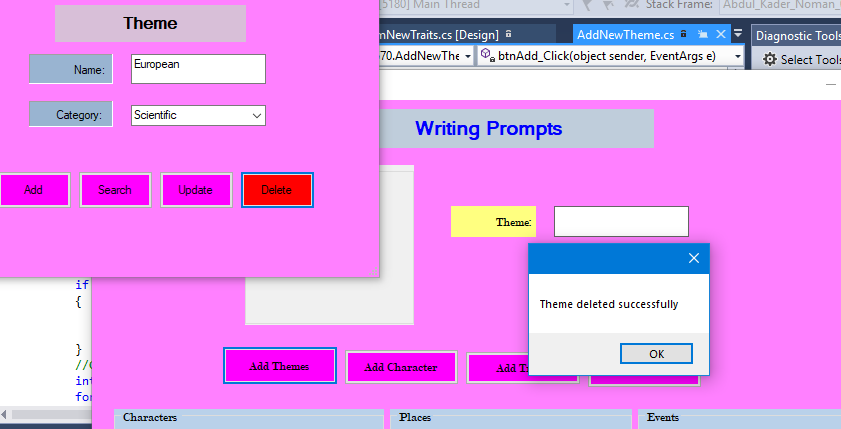 [5180] Main Thread
Stack Frame:
Abdul_Kader_Noman_
Theme
mNewTraits.cs [Design]
AddNewTheme.cs
Diagnostic Tools
70.AddNewThe
btnAdd_Click(object sender, EventArgs e)
Select Tools
Name:
European
Category:
Scientific
Writing Prompts
Add
Search
Update
Delete
Theme:
Theme deleted successfully
OK
if
{
}
//
int
for
Add Themes
Add Character
Add
Characters
Places
Events